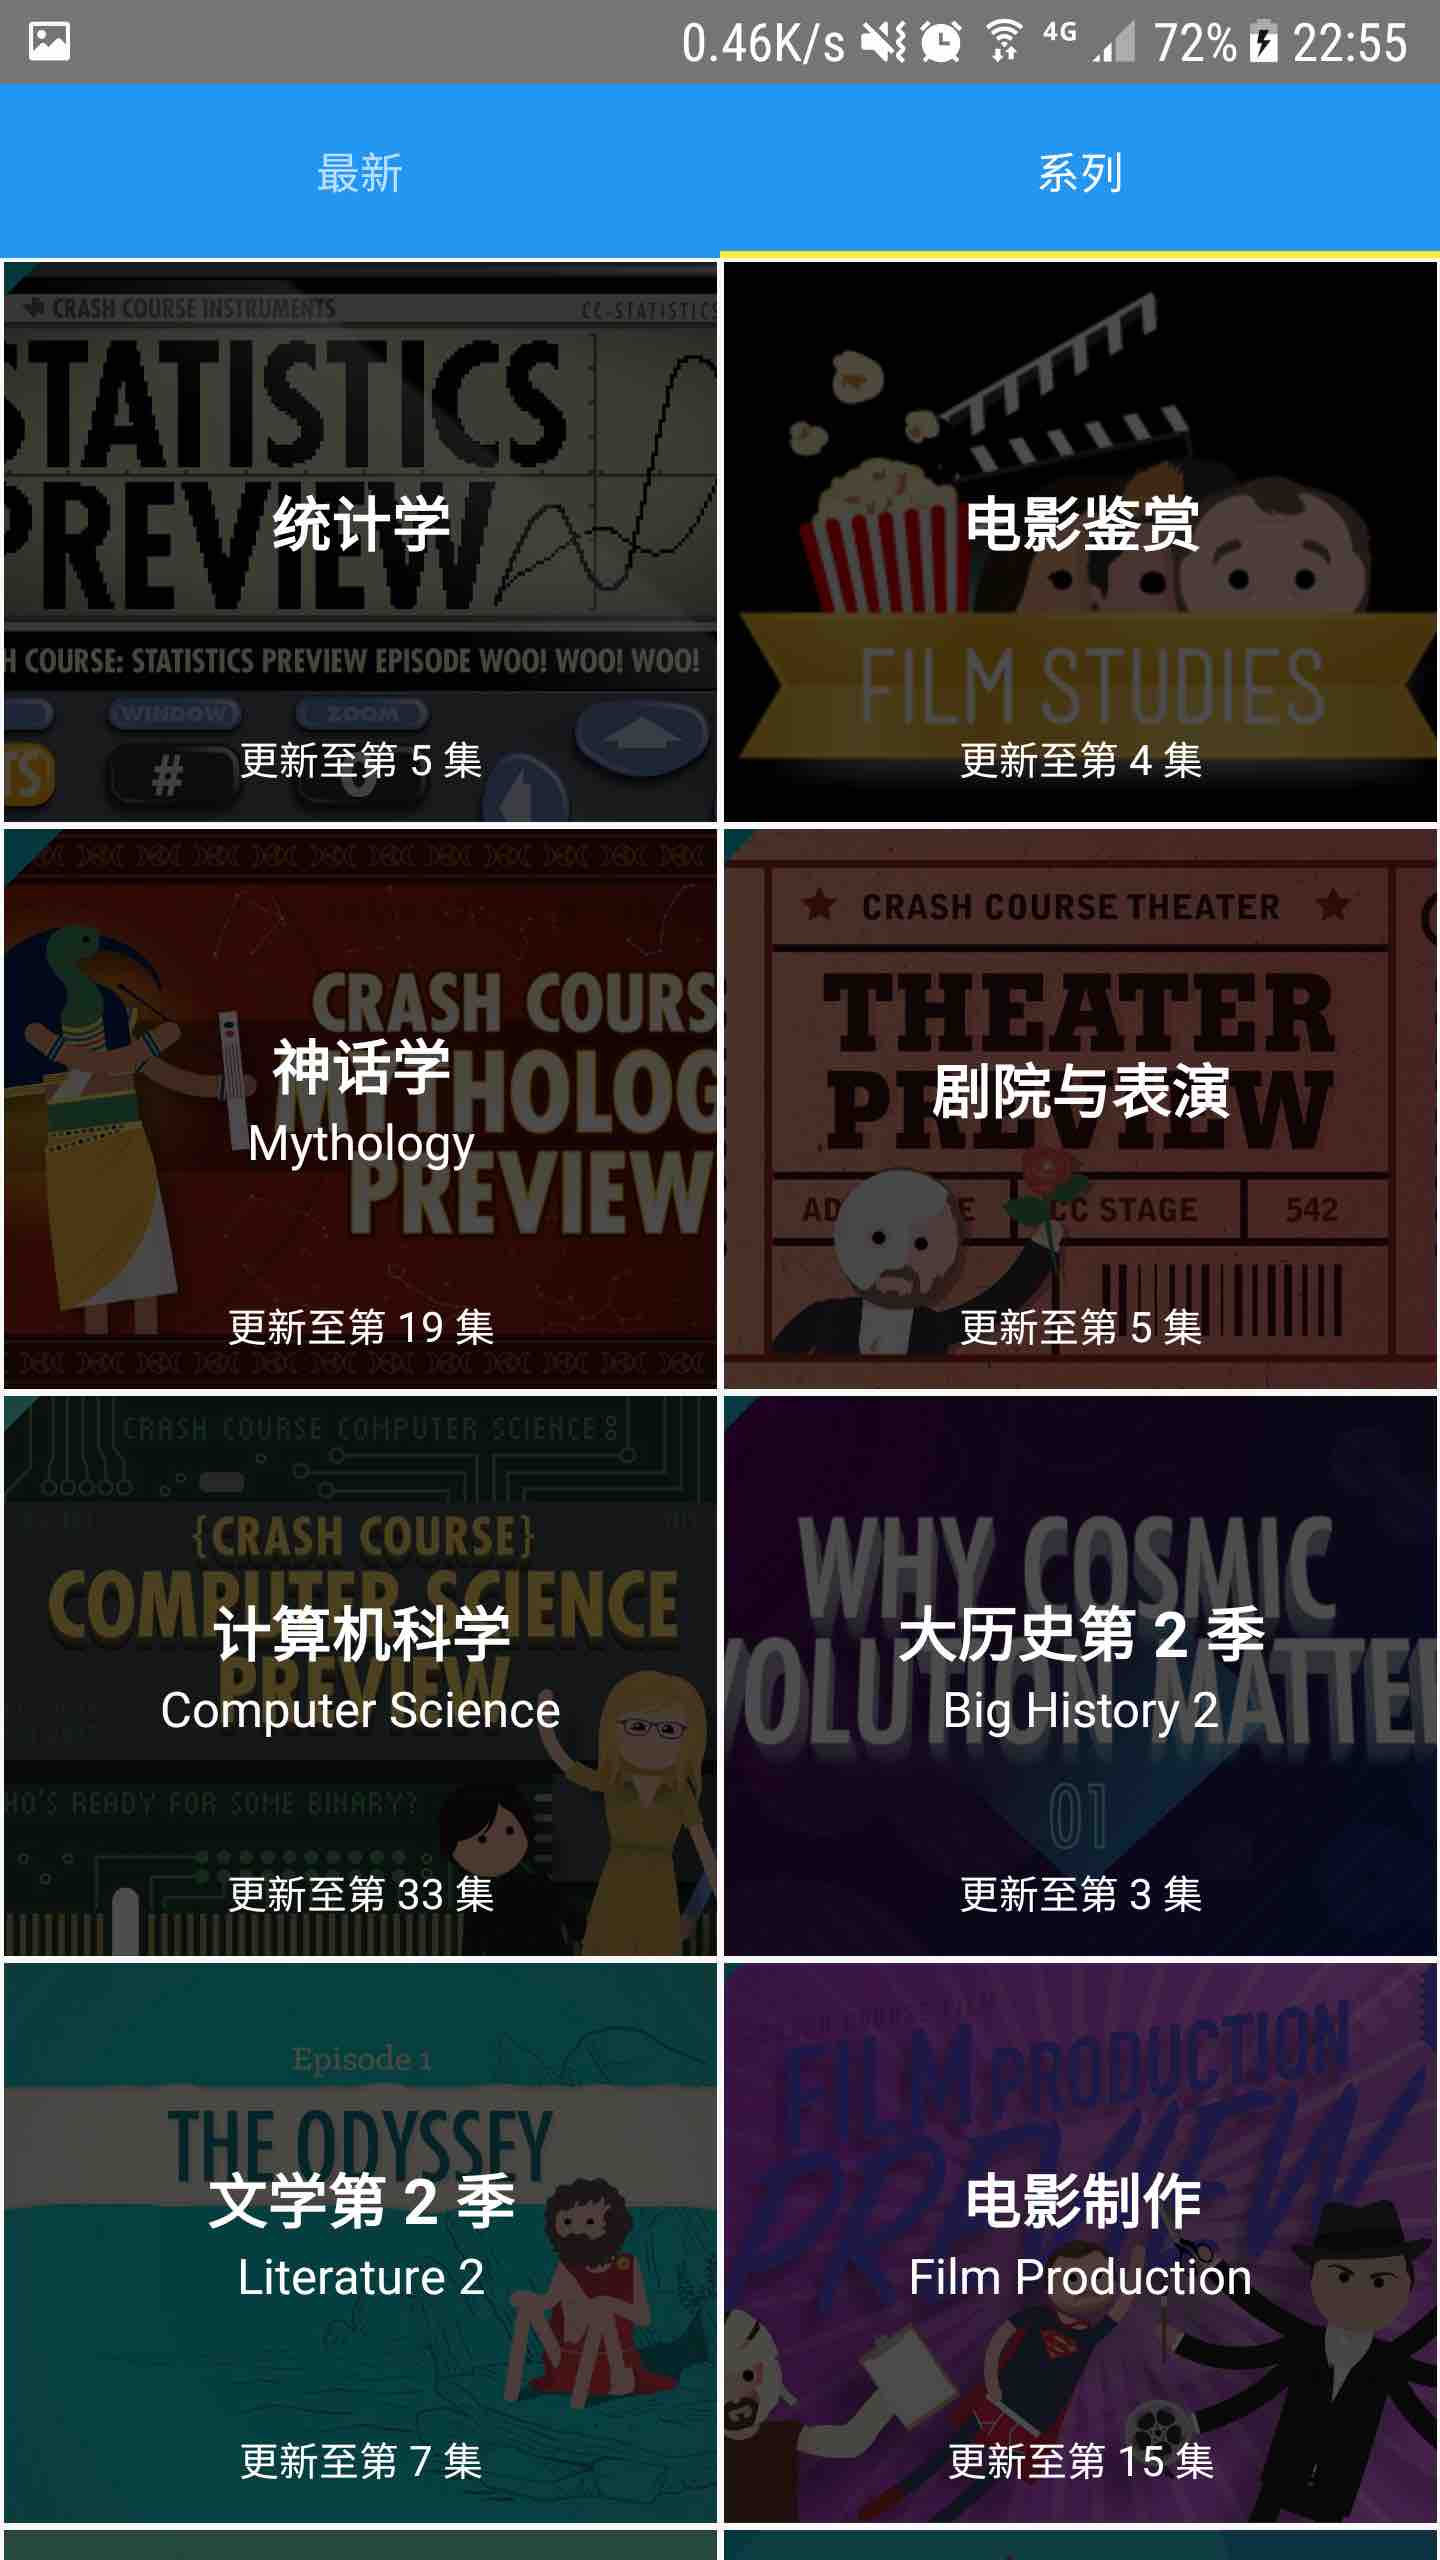 0.46K/s 4G 72% 22:55
最新
系列
CRASH COURSE INSTRUMENTS
CC-STATISTICS
STATISTICS
PREVIEW
统计学
H COURSE: STATISTICS PREVIEW EPISODE WOO! WOO! WOO!
WINDOW
ZOOM
TS
#
0
更新至第 5 集
电影鉴赏
FILM STUDIES
更新至第 4 集
CRASH COURS
MYTHOLOG
PREVIEW
神话学
Mythology
更新至第 19 集
CRASH COURSE THEATER
THEATER
PREVIEW
剧院与表演
CC STAGE
542
更新至第 5 集
CRASH COURSE COMPUTER SCIENCE
{CRASH COURSE}
COMPUTER SCIENCE
PREVIEW
计算机科学
Computer Science
HO'S READY FOR SOME BINARY?
更新至第 33 集
WHY COSMIC
VOLUTION MATTE
大历史第 2 季
Big History 2
01
更新至第 3 集
Episode 1
THE ODYSSEY
文学第 2 季
Literature 2
更新至第 7 集
FILM PRODUCTION
PREVIEW
电影制作
Film Production
更新至第 15 集